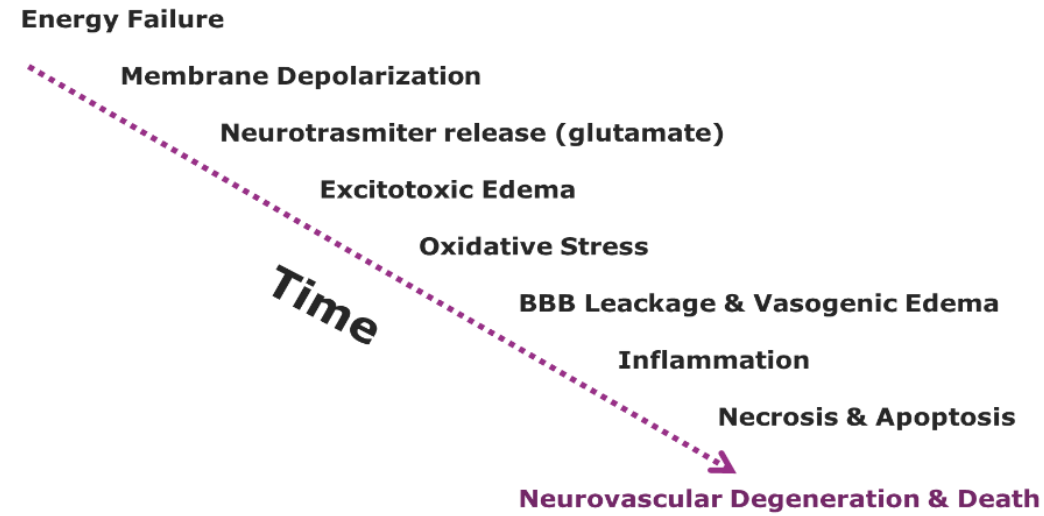 Energy Failure
Membrane Depolarization
Neurotrasmiter release (glutamate)
Excitotoxic Edema
Oxidative Stress
Time
BBB Leackage & Vasogenic Edema
Inflammation
Necrosis & Apoptosis
Neurovascular Degeneration & Death